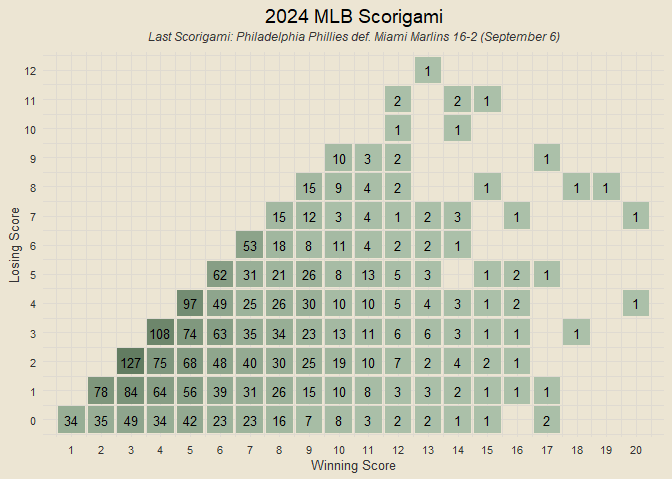 2024 MLB Scorigami
Last Scorigami: Philadelphia Phillies def. Miami Marlins 16-2 (September 6)
12 1
11 2 2 1
10 1 1
9 10 3 2 1
8 15 9 4 2 1 1 1
7 15 12 3 4 1 2 3 1 1
6 53 18 8 11 4 2 2 1
5 62 31 21 26 8 13 5 3 1 2 1
4 97 49 25 26 30 10 10 5 4 3 1 2 1
3 108 74 63 35 34 23 13 11 6 6 3 1 1 1
2 127 75 68 48 40 30 25 19 10 7 2 4 2 1
1 78 84 64 56 39 31 26 15 10 8 3 3 2 1 1 1
0 34 35 49 34 42 23 23 16 7 8 3 2 2 1 1 2
1 2 3 4 5 6 7 8 9 10 11 12 13 14 15 16 17 18 19 20
Winning Score
Losing Score